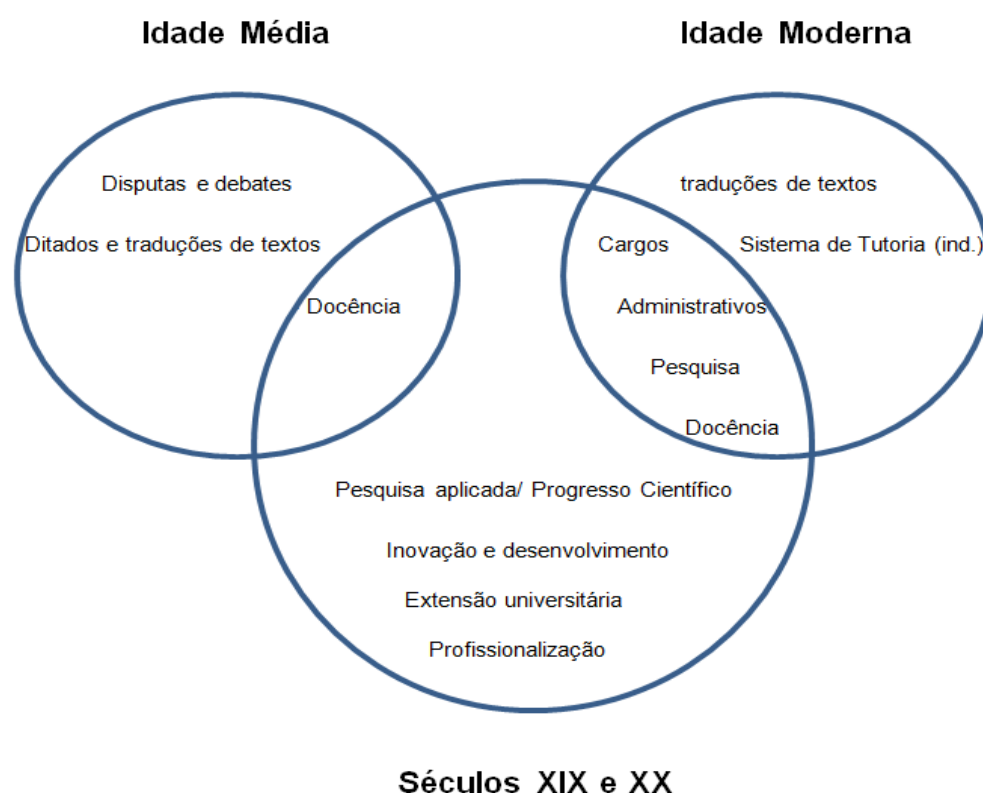 Idade Média
Idade Moderna
Disputas e debates
Ditados e traduções de textos
Docência
traduções de textos
Cargos
Sistema de Tutoria (ind.)
Administrativos
Pesquisa
Docência
Pesquisa aplicada/ Progresso Científico
Inovação e desenvolvimento
Extensão universitária
Profissionalização
Séculos XIX e XX